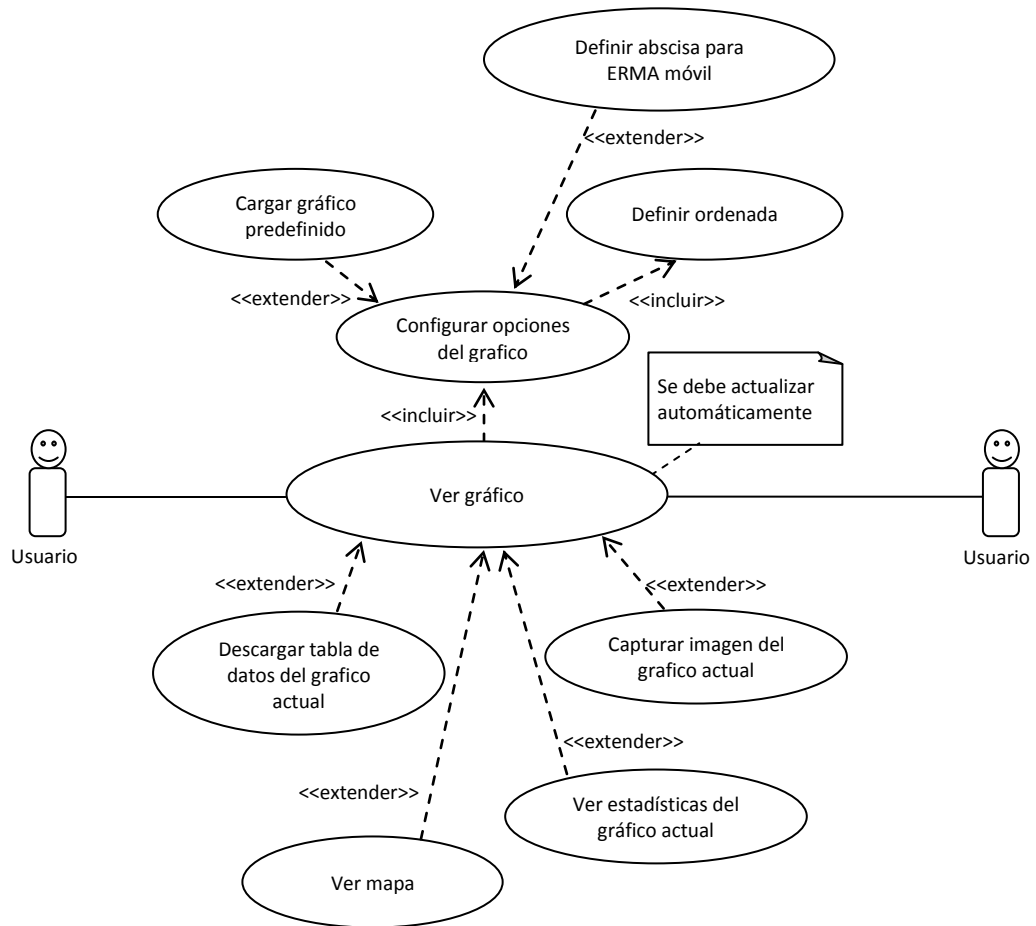 Definir abscisa para
ERMA móvil
<<extender>>
Cargar gráfico
predefinido
Definir ordenada
<<extender>>
<<incluir>>
Configurar opciones
del grafico
Se debe actualizar
automáticamente
<<incluir>>
Ver gráfico
Usuario
Usuario
<<extender>>
<<extender>>
Descargar tabla de
datos del grafico
actual
Capturar imagen del
grafico actual
<<extender>>
<<extender>>
Ver estadísticas del
gráfico actual
Ver mapa